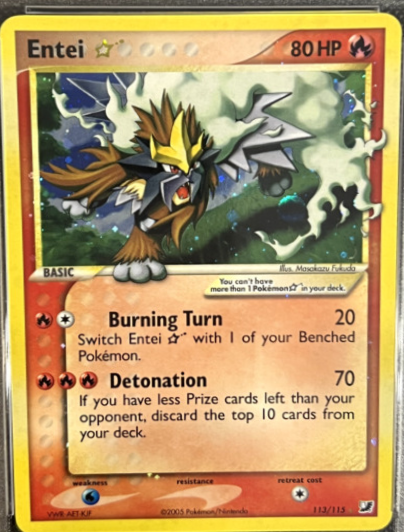 Entei ☆ 80 HP
Illus. Masakazu Fukuda
BASIC
You can't have
more than 1 Pokémon☆ in your deck.
Burning Turn 20
Switch Entei ☆ with 1 of your Benched
Pokémon.
Detonation 70
If you have less Prize cards left than your
opponent, discard the top 10 cards from
your deck.
weakness resistance retreat cost
VWR-AET-KJF ©2005 Pokémon/Nintendo 113/115